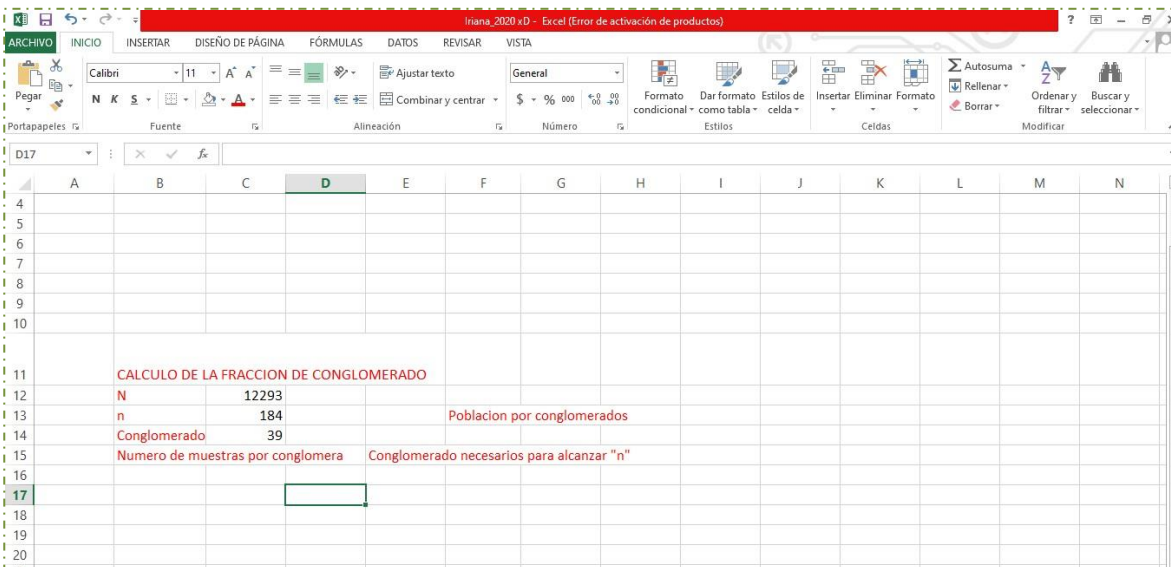 Iriana_2020 xD - Excel (Error de activación de productos)
ARCHIVO INICIO INSERTAR DISEÑO DE PÁGINA FÓRMULAS DATOS REVISAR VISTA
Calibri 11 Ajustar texto General Autosuma
Pegar Rellenar
N K S Combinar y centrar $ % 000 Formato condicional Dar formato como tabla Estilos de celda Insertar Eliminar Formato Borrar Ordenar y filtrar Buscar y seleccionar
Portapapeles Fuente Alineación Número Estilos Celdas Modificar
D17 fx
A B C D E F G H I J K L M N
4
5
6
7
8
9
10
11 CALCULO DE LA FRACCION DE CONGLOMERADO
12 N 12293
13 n 184 Poblacion por conglomerados
14 Conglomerado 39
15 Numero de muestras por conglomera Conglomerado necesarios para alcanzar "n"
16
17
18
19
20